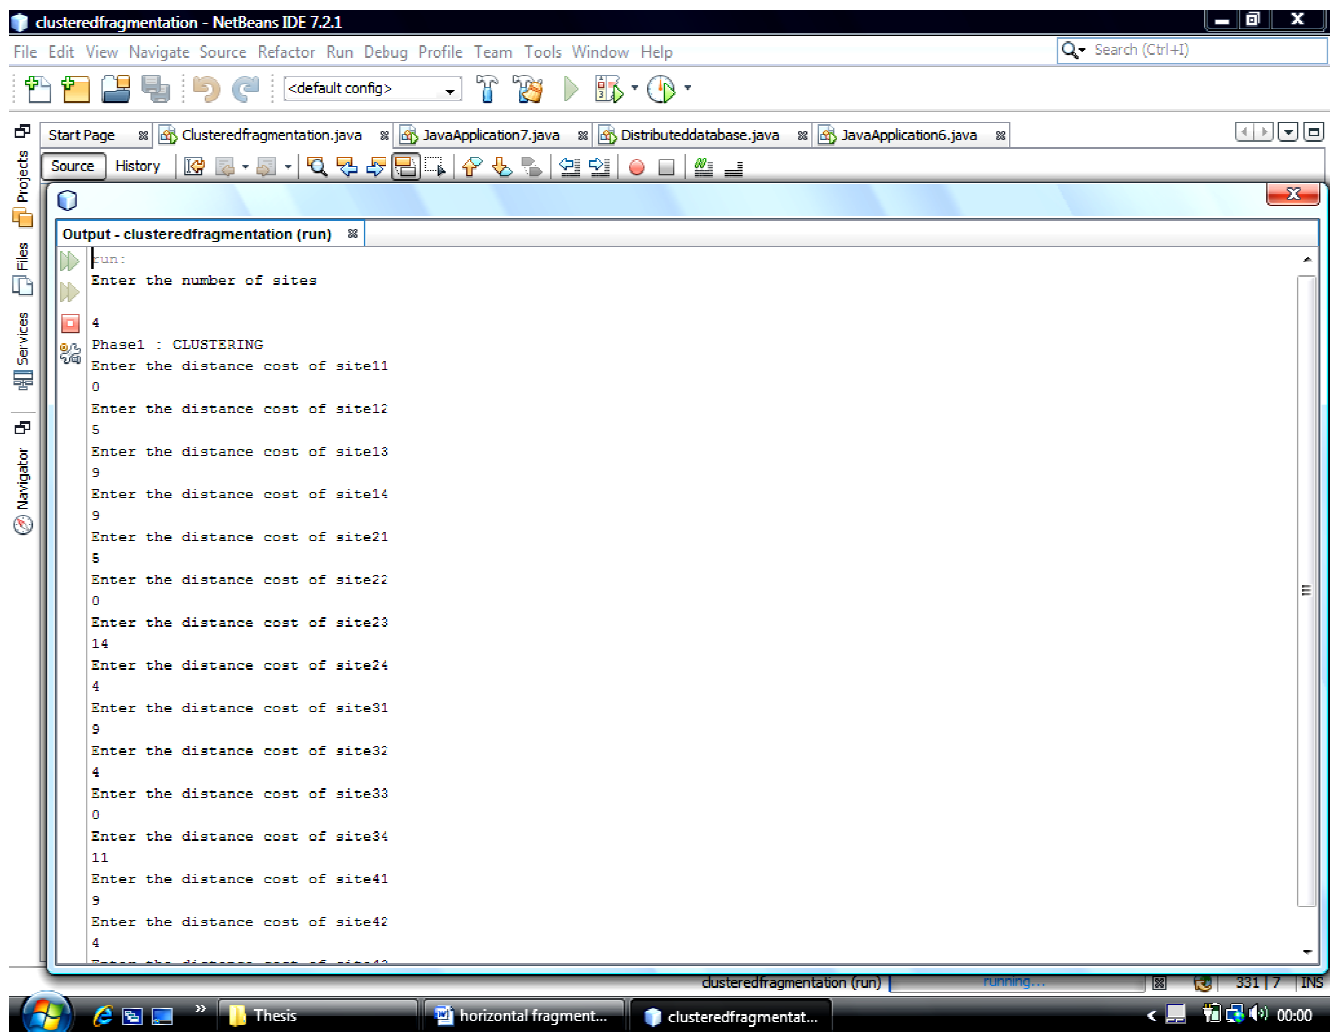 clusteredfragmentation - NetBeans IDE 7.2.1
File Edit View Navigate Source Refactor Run Debug Profile Team Tools Window Help
Search (Ctrl+I)
<default config>
Start Page Clusteredfragmentation.java JavaApplication7.java Distributeddatabase.java JavaApplication6.java
Source History
Projects
Files
Services
Navigator
Output - clusteredfragmentation (run)
run:
Enter the number of sites
4
Phase1 : CLUSTERING
Enter the distance cost of site11
0
Enter the distance cost of site12
5
Enter the distance cost of site13
9
Enter the distance cost of site14
9
Enter the distance cost of site21
5
Enter the distance cost of site22
0
Enter the distance cost of site23
14
Enter the distance cost of site24
4
Enter the distance cost of site31
9
Enter the distance cost of site32
4
Enter the distance cost of site33
0
Enter the distance cost of site34
11
Enter the distance cost of site41
9
Enter the distance cost of site42
4
Enter the distance cost of site43
clusteredfragmentation (run) running... 331 7 INS
Thesis horizontal fragment... clusteredfragmentat... 00:00